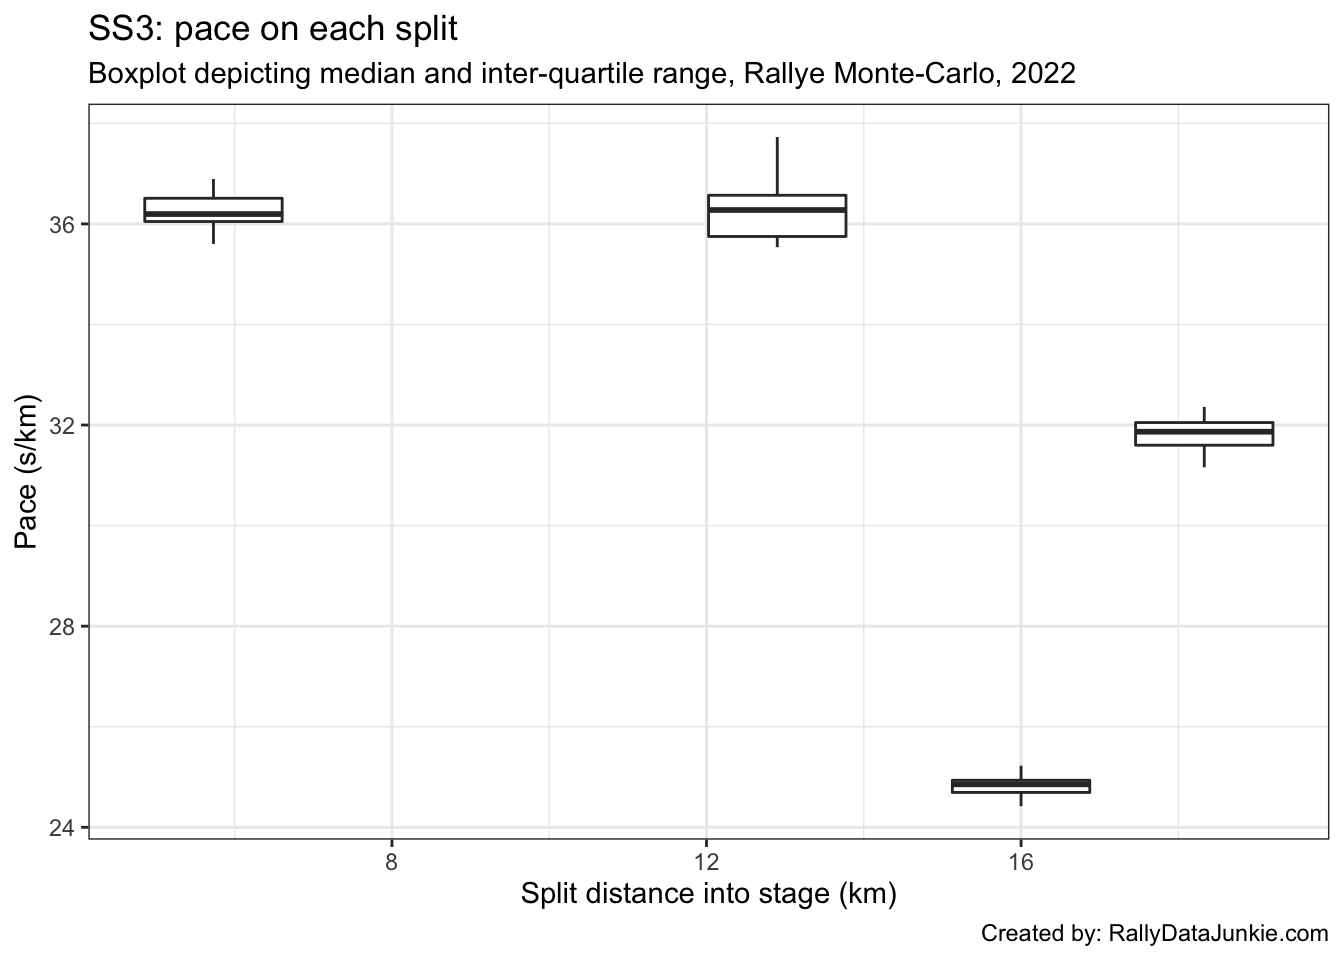 SS3: pace on each split
Boxplot depicting median and inter-quartile range, Rallye Monte-Carlo, 2022
36
32
28
24
Pace (s/km)
8 12 16
Split distance into stage (km)
Created by: RallyDataJunkie.com